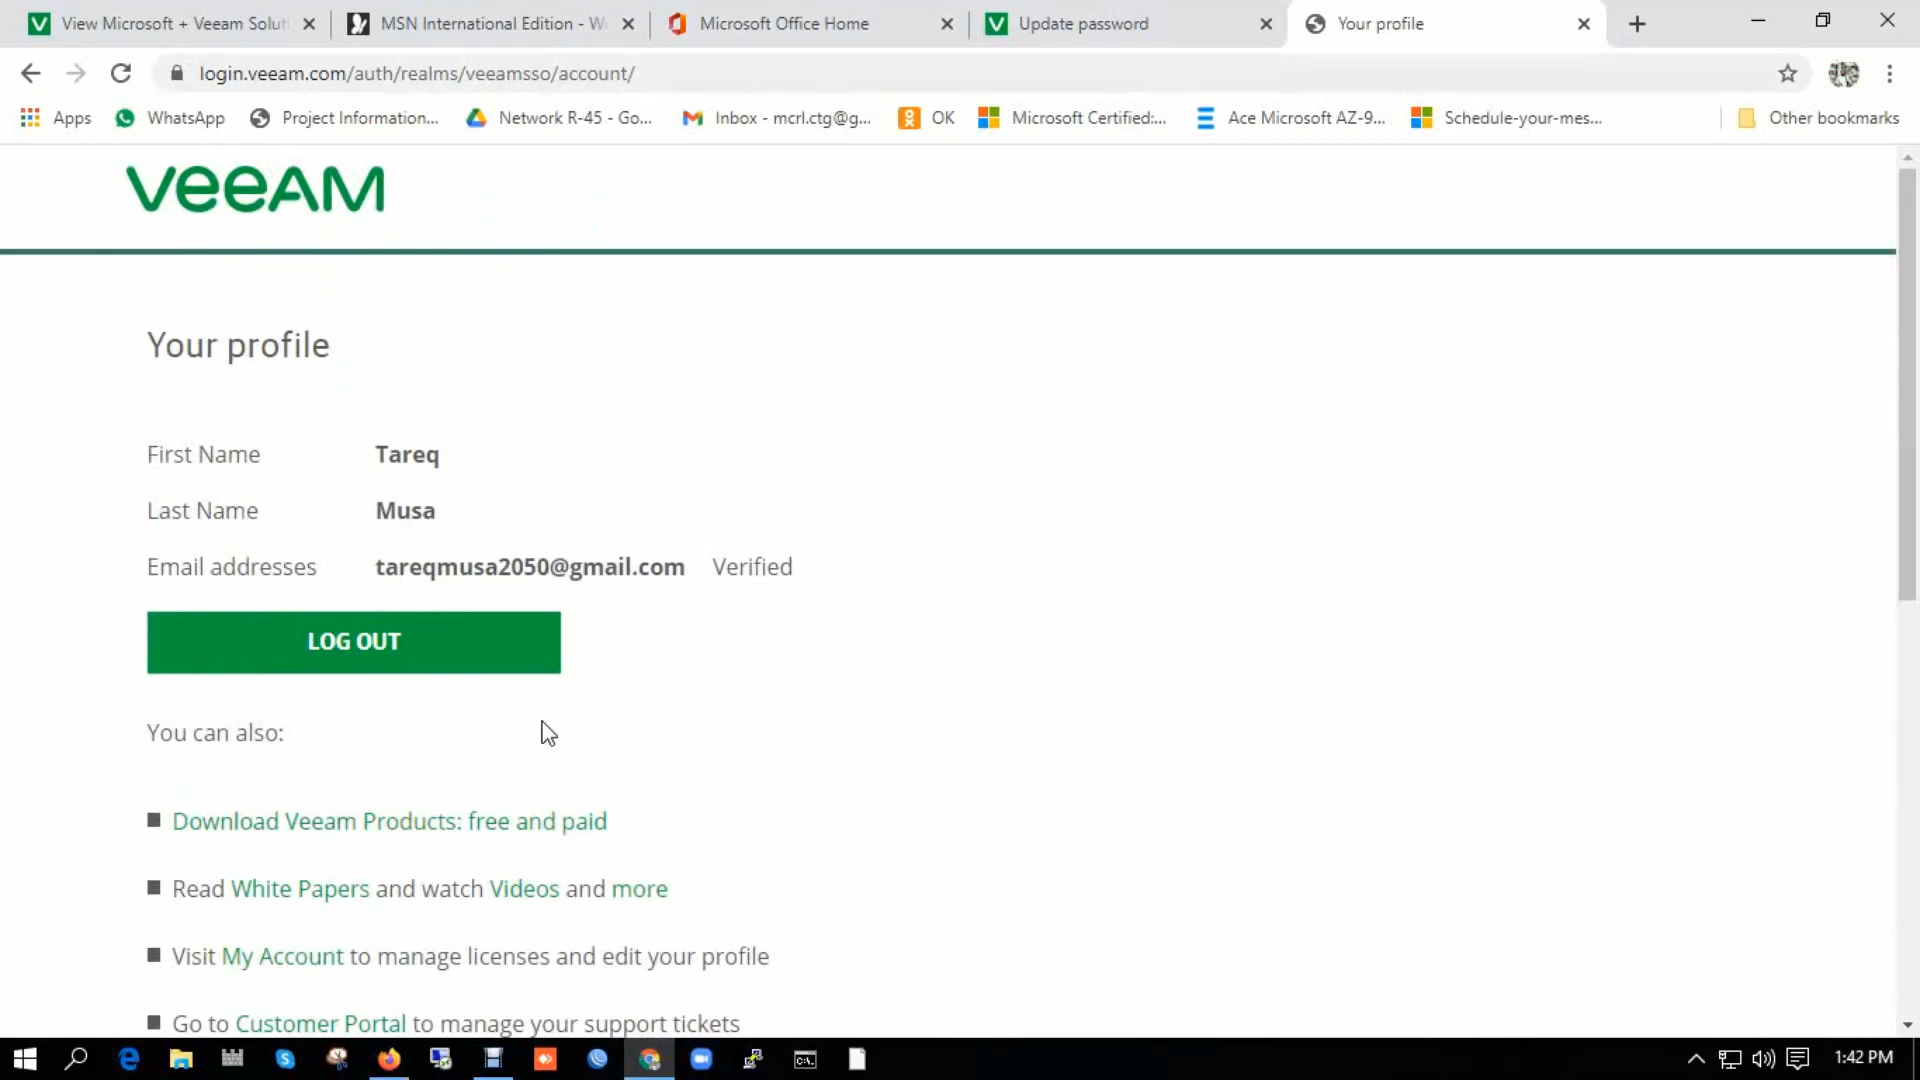 View Microsoft + Veeam Soluti
MSN International Edition - W
Microsoft Office Home
Update password
Your profile
login.veeam.com/auth/realms/veeamsso/account/
Apps
WhatsApp
Project Information...
Network R-45 - Go...
Inbox - mcrl.ctg@g...
OK
Microsoft Certified:...
Ace Microsoft AZ-9...
Schedule-your-mes...
Other bookmarks
veeAM
Your profile
First Name Tareq
Last Name Musa
Email addresses tareqmusa2050@gmail.com Verified
LOG OUT
You can also:
Download Veeam Products: free and paid
Read White Papers and watch Videos and more
Visit My Account to manage licenses and edit your profile
Go to Customer Portal to manage your support tickets
1:42 PM